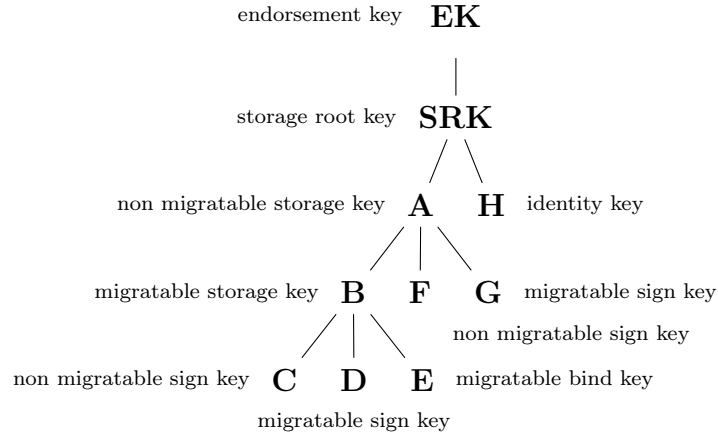 endorsement key EK
storage root key SRK
non migratable storage key A H identity key
migratable storage key B F G migratable sign key
non migratable sign key
non migratable sign key C D E migratable bind key
migratable sign key